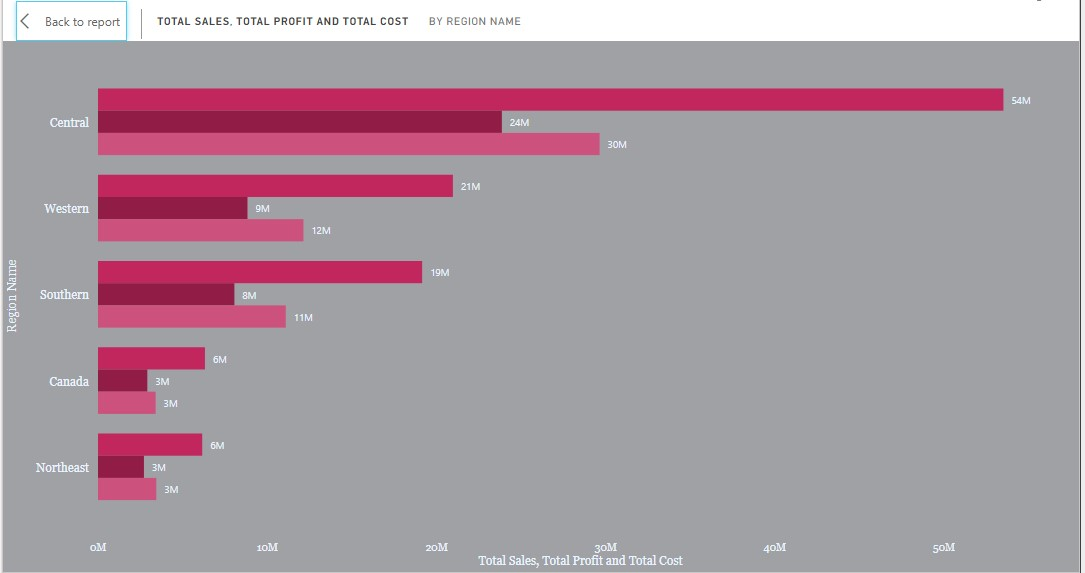 Back to report
TOTAL SALES, TOTAL PROFIT AND TOTAL COST BY REGION NAME
Region Name
Central
54M
24M
30M
Western
21M
9M
12M
Southern
19M
8M
11M
Canada
6M
3M
3M
Northeast
6M
3M
3M
0M 10M 20M 30M 40M 50M
Total Sales, Total Profit and Total Cost